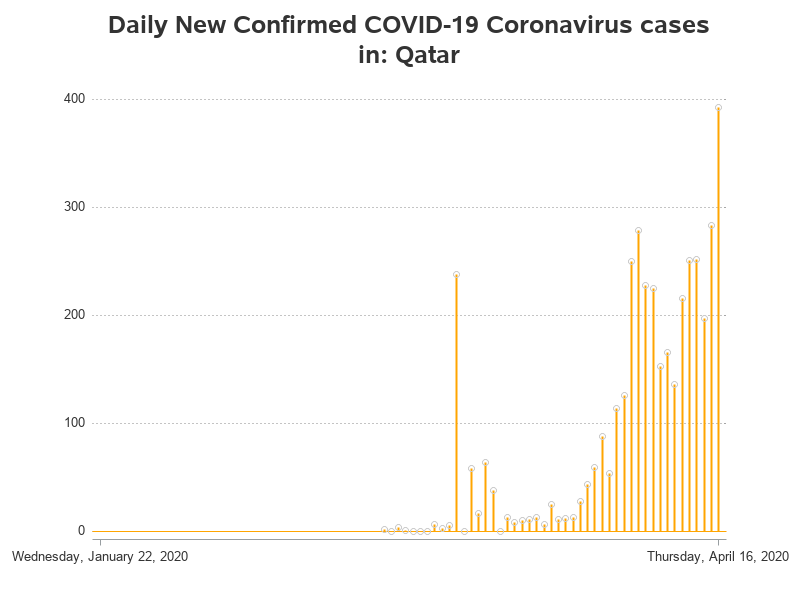 Daily New Confirmed COVID-19 Coronavirus cases
in: Qatar
400
300
200
100
0
Wednesday, January 22, 2020
Thursday, April 16, 2020